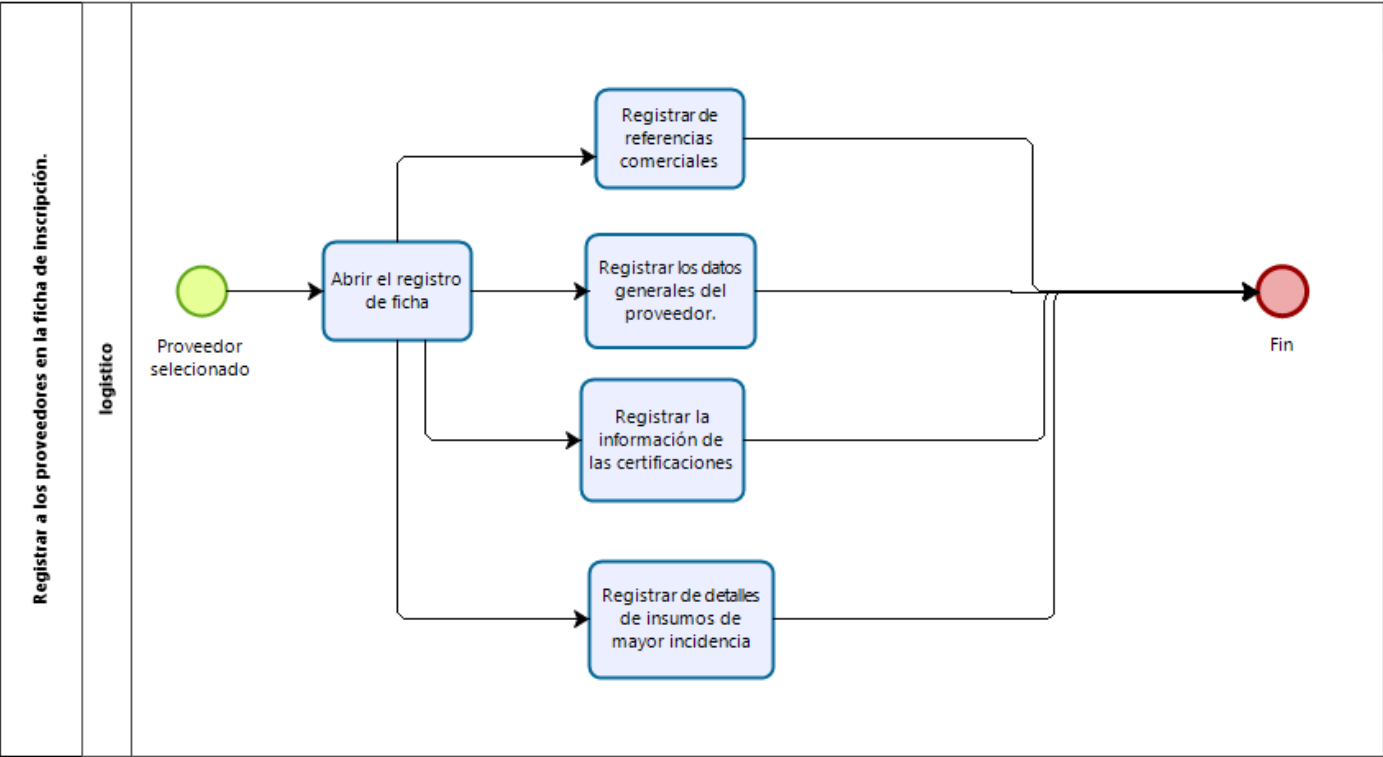 Registrar a los proveedores en la ficha de inscripción.
logistico
Proveedor
selecionado
Abrir el registro
de ficha
Registrar de
referencias
comerciales
Registrar los datos
generales del
proveedor.
Registrar la
información de
las certificaciones
Registrar de detalles
de insumos de
mayor incidencia
Fin